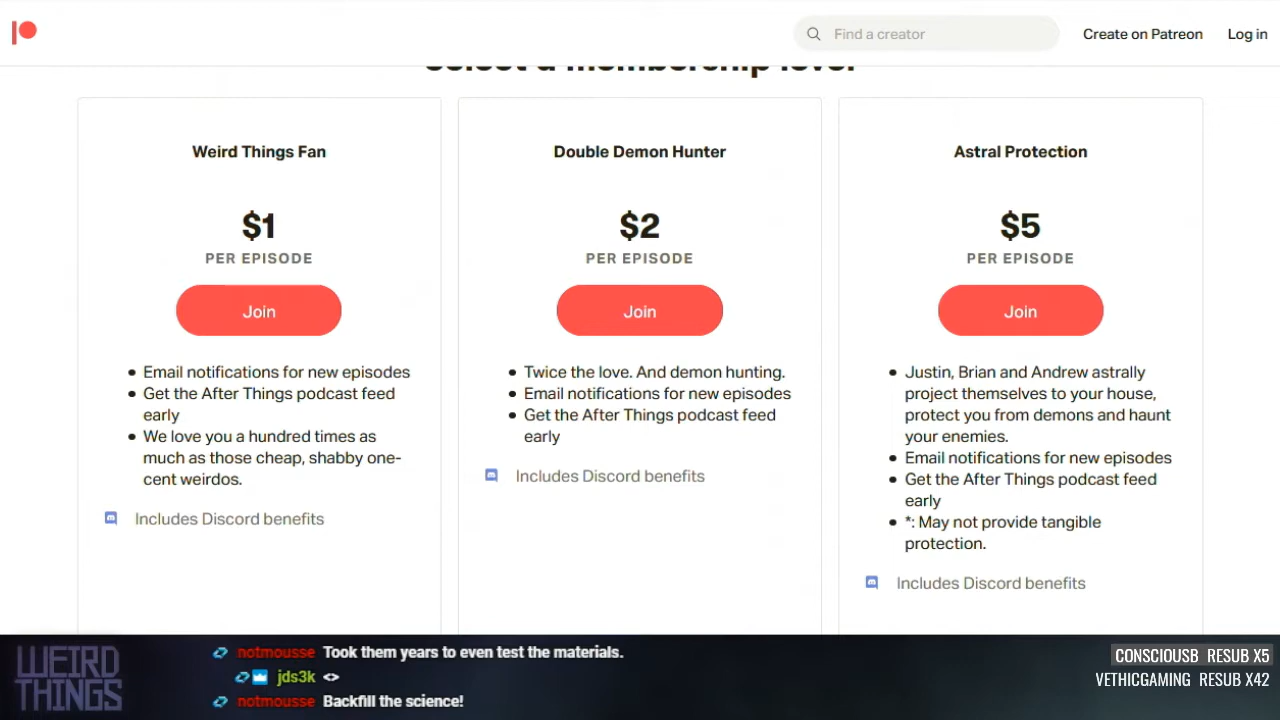 Find a creator
Create on Patreon
Log in
Select a membership level
Weird Things Fan
$1
PER EPISODE
Join
Email notifications for new episodes
Get the After Things podcast feed
early
We love you a hundred times as
much as those cheap, shabby one-
cent weirdos.
Includes Discord benefits
Double Demon Hunter
$2
PER EPISODE
Join
Twice the love. And demon hunting.
Email notifications for new episodes
Get the After Things podcast feed
early
Includes Discord benefits
Astral Protection
$5
PER EPISODE
Join
Justin, Brian and Andrew astrally
project themselves to your house,
protect you from demons and haunt
your enemies.
Email notifications for new episodes
Get the After Things podcast feed
early
*: May not provide tangible
protection.
Includes Discord benefits
WEIRD
THINGS
notmousse Took them years to even test the materials.
jds3k <>
notmousse Backfill the science!
CONSCIOUSB RESUB X5
VETHICGAMING RESUB X42